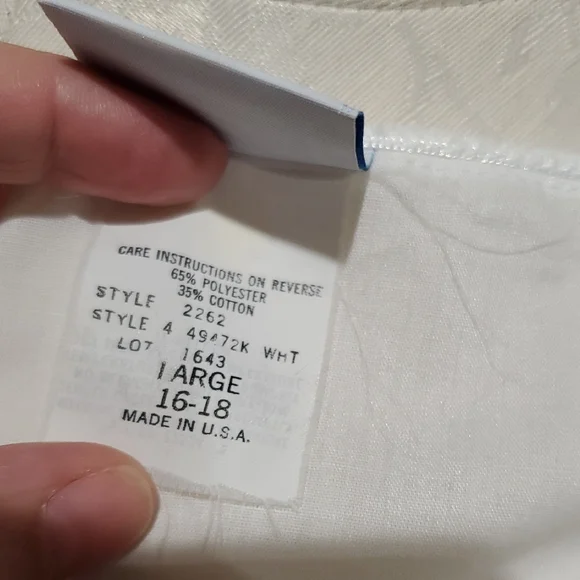 CARE INSTRUCTIONS ON REVERSE
65% POLYESTER
35% COTTON
STYLE 2262
STYLE 4 49472K WHT
LOT 1643
LARGE
16-18
MADE IN U.S.A.